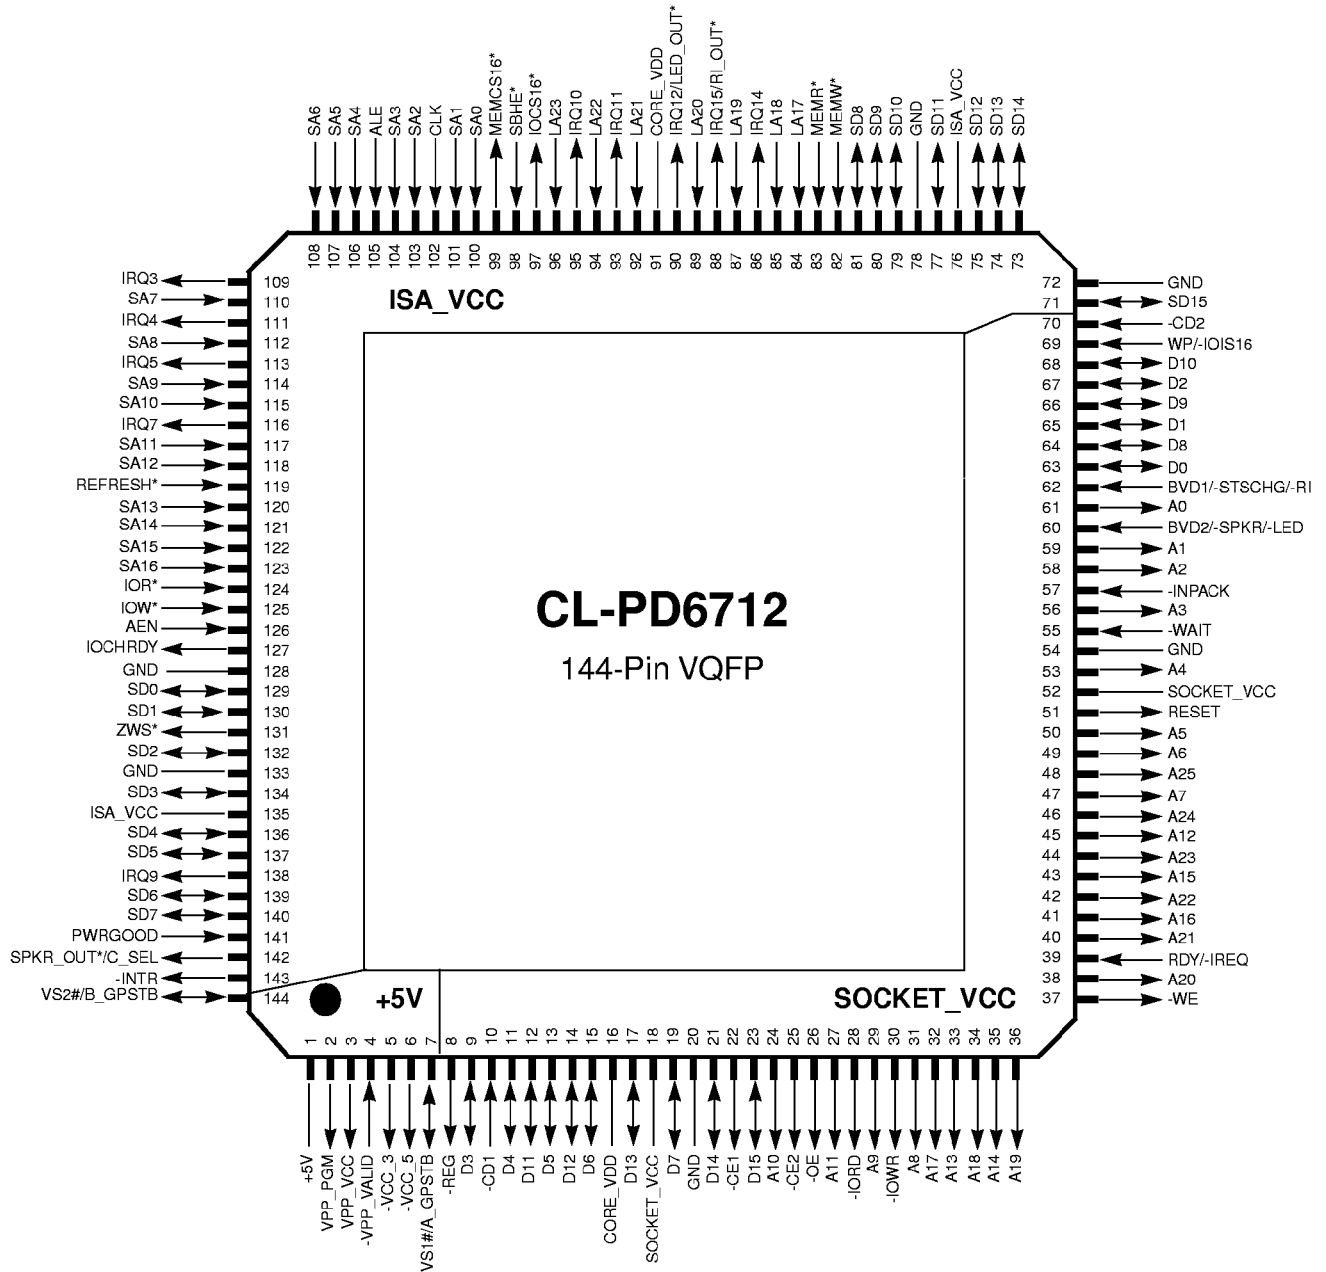 SA6 SA5 SA4 ALE SA3 SA2 CLK SA1 SA0 MEMCS16* SBHE* IOCS16* LA23 IRQ10 LA22 IRQ11 LA21 CORE_VDD IRQ12/LED_OUT* LA20 IRQ15/RI_OUT* LA19 IRQ14 LA18 LA17 MEMR* MEMW* SD8 SD9 SD10 GND SD11 ISA_VCC SD12 SD13 SD14
108 107 106 105 104 103 102 101 100 99 98 97 96 95 94 93 92 91 90 89 88 87 86 85 84 83 82 81 80 79 78 77 76 75 74 73
IRQ3 109
SA7 110
IRQ4 111
SA8 112
IRQ5 113
SA9 114
SA10 115
IRQ7 116
SA11 117
SA12 118
REFRESH* 119
SA13 120
SA14 121
SA15 122
SA16 123
IOR* 124
IOW* 125
AEN 126
IOCHRDY 127
GND 128
SD0 129
SD1 130
ZWS* 131
SD2 132
GND 133
SD3 134
ISA_VCC 135
SD4 136
SD5 137
IRQ9 138
SD6 139
SD7 140
PWRGOOD 141
SPKR_OUT*/C_SEL 142
-INTR 143
VS2#/B_GPSTB 144
ISA_VCC
CL-PD6712
144-Pin VQFP
+5V
SOCKET_VCC
72 GND
71 SD15
70 -CD2
69 WP/-IOIS16
68 D10
67 D2
66 D9
65 D1
64 D8
63 D0
62 BVD1/-STSCHG/-RI
61 A0
60 BVD2/-SPKR/-LED
59 A1
58 A2
57 -INPACK
56 A3
55 -WAIT
54 GND
53 A4
52 SOCKET_VCC
51 RESET
50 A5
49 A6
48 A25
47 A7
46 A24
45 A12
44 A23
43 A15
42 A22
41 A16
40 A21
39 RDY/-IREQ
38 A20
37 -WE
1 2 3 4 5 6 7 8 9 10 11 12 13 14 15 16 17 18 19 20 21 22 23 24 25 26 27 28 29 30 31 32 33 34 35 36
+5V VPP_PGM VPP_VCC -VPP_VALID -VCC_3 -VCC_5 VS1#/A_GPSTB -REG D3 -CD1 D4 D11 D5 D12 D6 CORE_VDD D13 SOCKET_VCC D7 GND D14 -CE1 D15 A10 -CE2 -OE A11 -IORD A9 -IOWR A8 A17 A13 A18 A14 A19